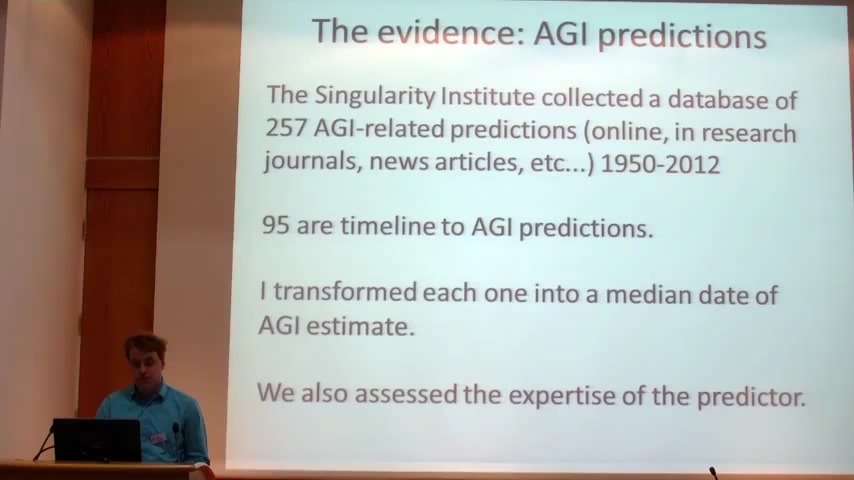 The evidence: AGI predictions
The Singularity Institute collected a database of
257 AGI-related predictions (online, in research
journals, news articles, etc...) 1950-2012
95 are timeline to AGI predictions.
I transformed each one into a median date of
AGI estimate.
We also assessed the expertise of the predictor.